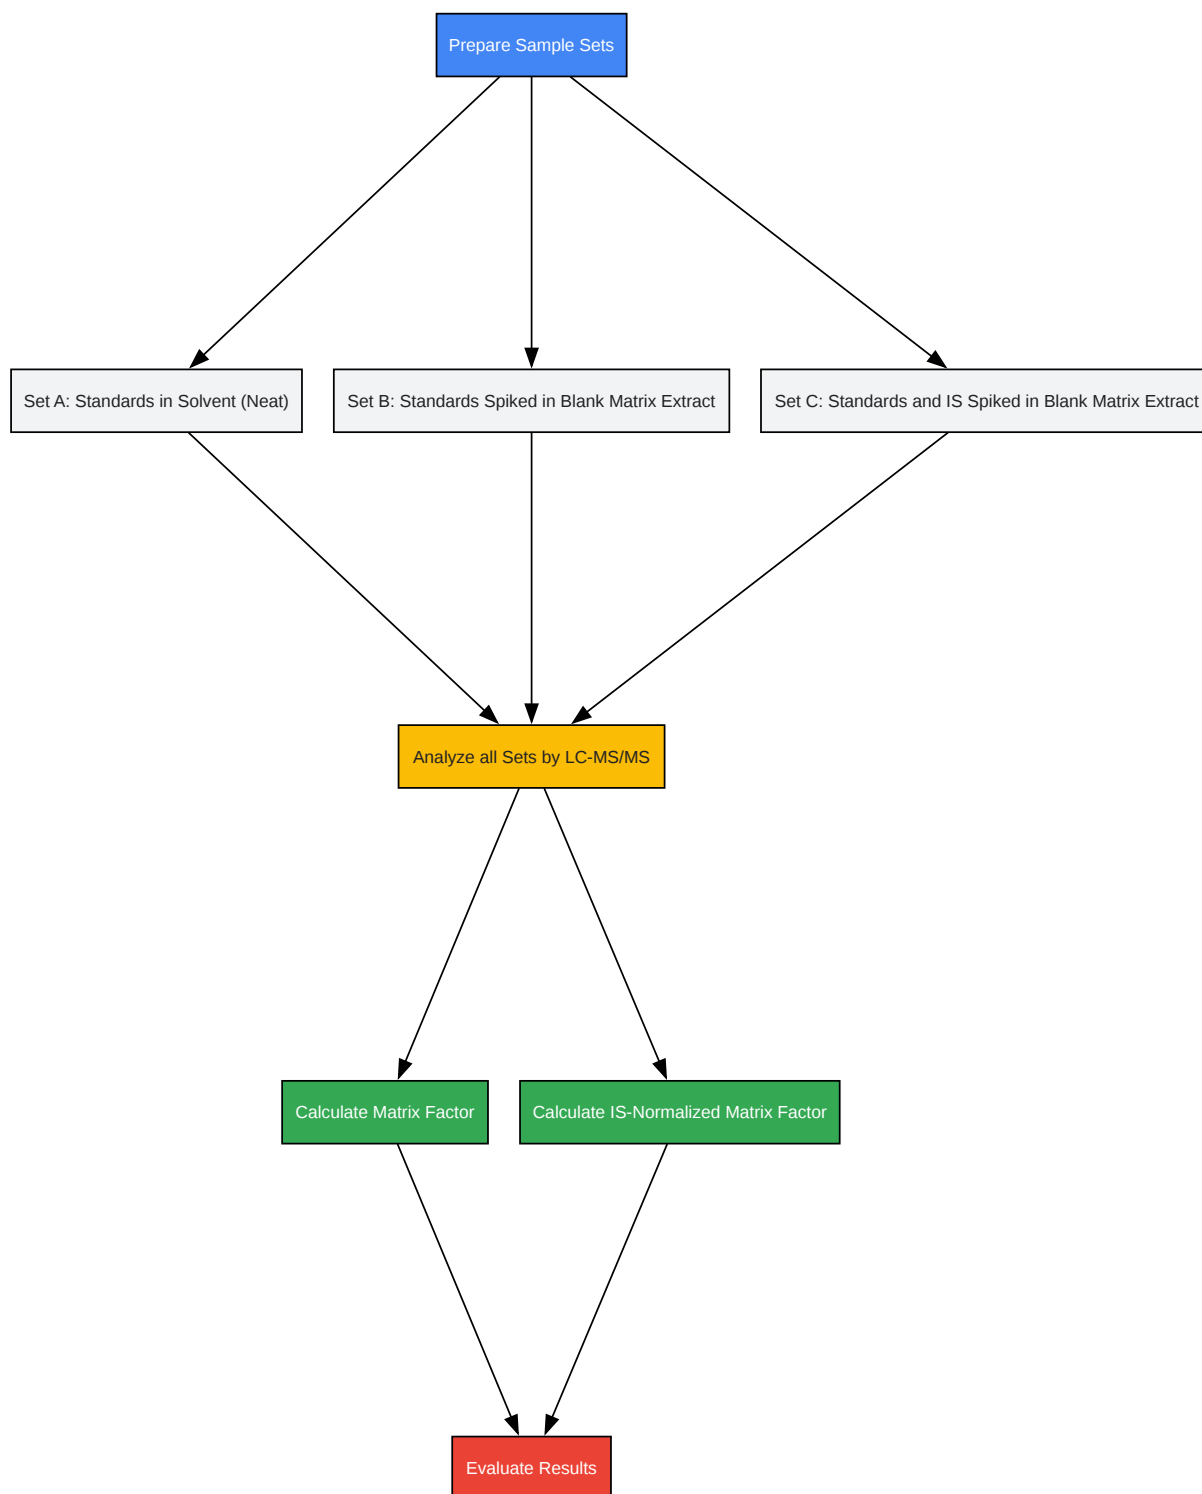 Prepare Sample Sets
Set A: Standards in Solvent (Neat)
Set B: Standards Spiked in Blank Matrix Extract
Set C: Standards and IS Spiked in Blank Matrix Extract
Analyze all Sets by LC-MS/MS
Calculate Matrix Factor
Calculate IS-Normalized Matrix Factor
Evaluate Results